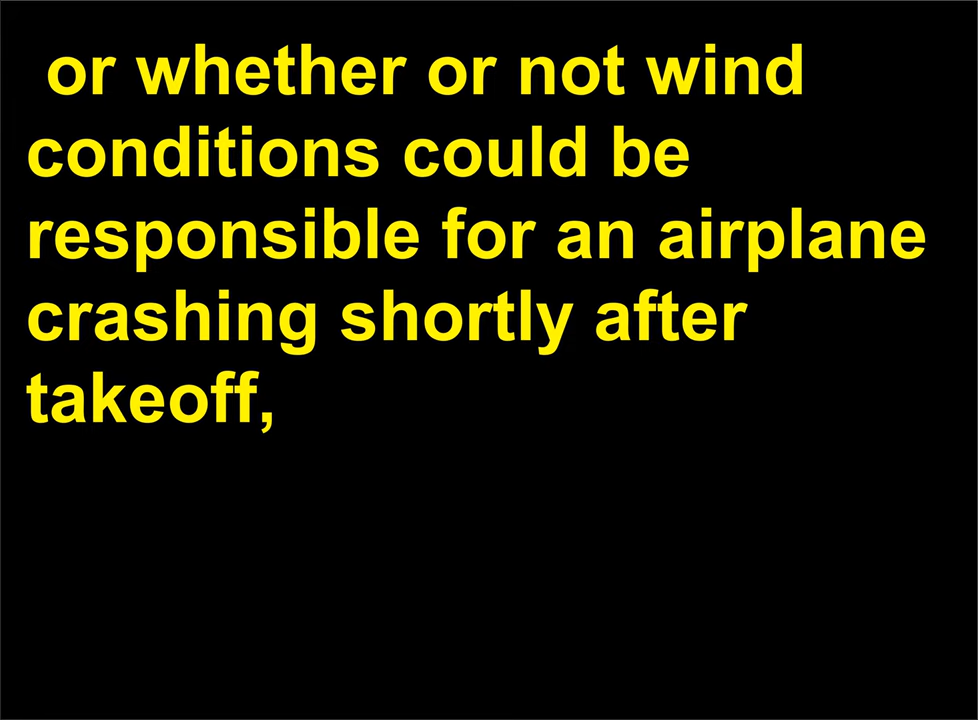 or whether or not wind
conditions could be
responsible for an airplane
crashing shortly after
takeoff,